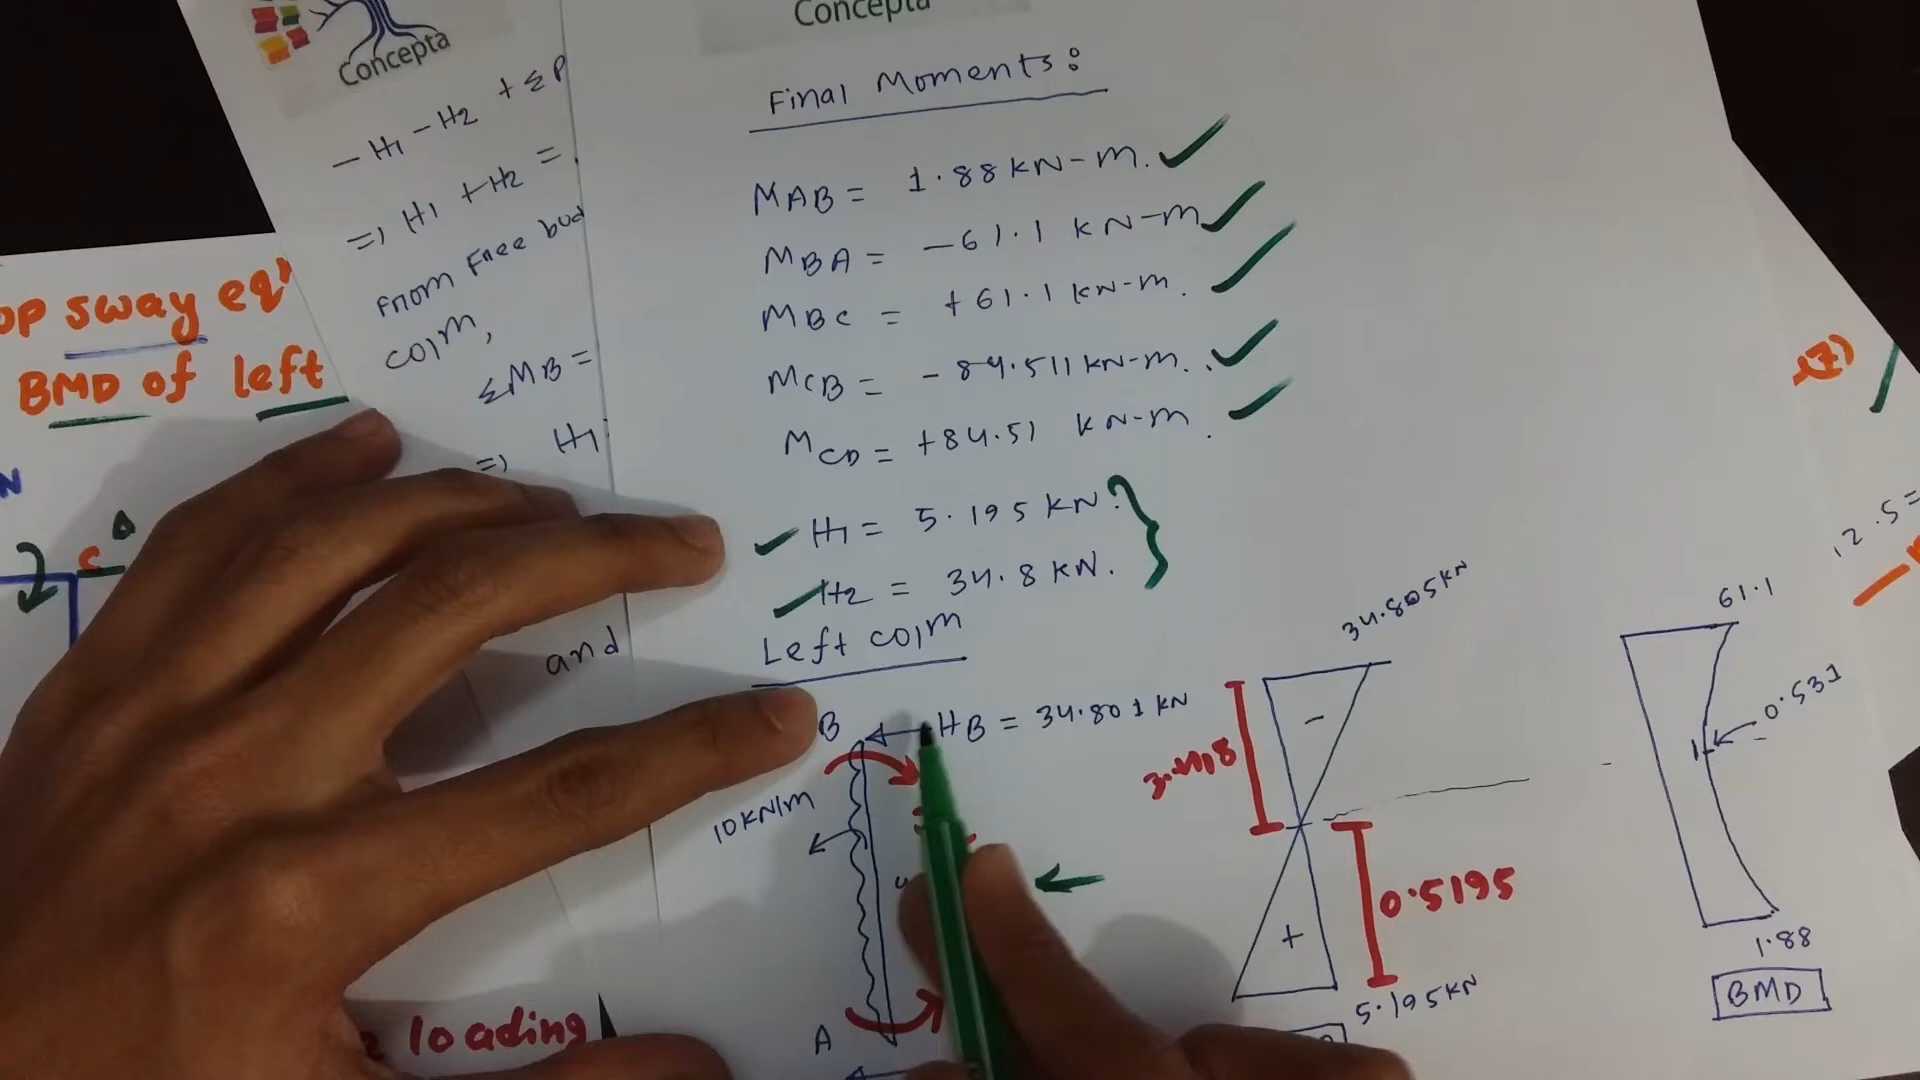 Concepta
Concepta
- H1 - H2 + ΣP
=) H1 + H2 =
From Free bod
colm,
ΣMB =
=) H1
and
op sway eqⁿ
BMD of left
N
C
Δ
loading
Final Moments:
MAB = 1.88 KN-m.
MBA = -61.1 KN-m
MBC = +61.1 KN-m.
MCB = -84.511 KN-m.
MCD = +84.51 KN-m.
H1 = 5.195 KN.
H2 = 34.8 KN.
Left colm
B
HB = 34.801 KN
10KN/m
A
34.805KN
-
+
0.5195
5.195KN
61.1
0.531
1.88
BMD
(7)
12.5=